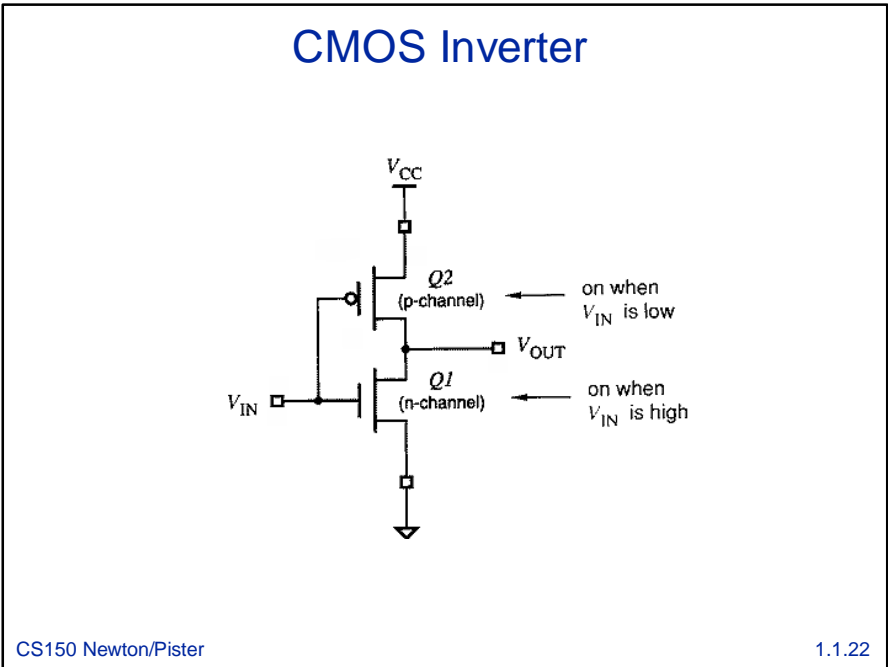 CMOS Inverter
VCC
Q2
(p-channel)
on when
VIN is low
VOUT
Q1
(n-channel)
VIN
on when
VIN is high
CS150 Newton/Pister
1.1.22